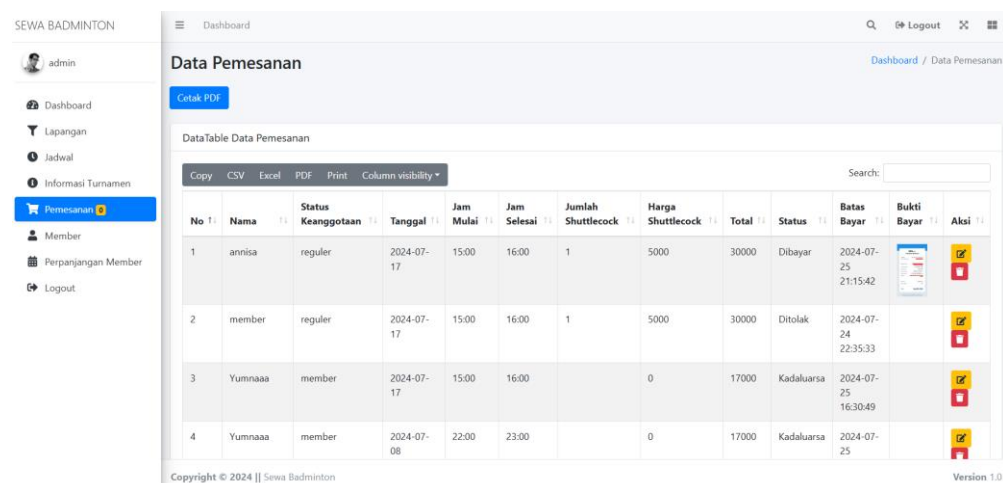 SEWA BADMINTON
Dashboard
Logout
admin
Data Pemesanan
Dashboard / Data Pemesanan
Cetak PDF
Dashboard
Lapangan
Jadwal
Informasi Turnamen
Pemesanan 0
Member
Perpanjangan Member
Logout
DataTable Data Pemesanan
Copy CSV Excel PDF Print Column visibility
Search:
No Nama Status Keanggotaan Tanggal Jam Mulai Jam Selesai Jumlah Shuttlecock Harga Shuttlecock Total Status Batas Bayar Bukti Bayar Aksi
1 annisa reguler 2024-07-17 15:00 16:00 1 5000 30000 Dibayar 2024-07-25 21:15:42
2 member reguler 2024-07-17 15:00 16:00 1 5000 30000 Ditolak 2024-07-24 22:35:33
3 Yumnaaa member 2024-07-17 15:00 16:00 0 17000 Kadaluarsa 2024-07-25 16:30:49
4 Yumnaaa member 2024-07-08 22:00 23:00 0 17000 Kadaluarsa 2024-07-25
Copyright © 2024 || Sewa Badminton
Version 1.0